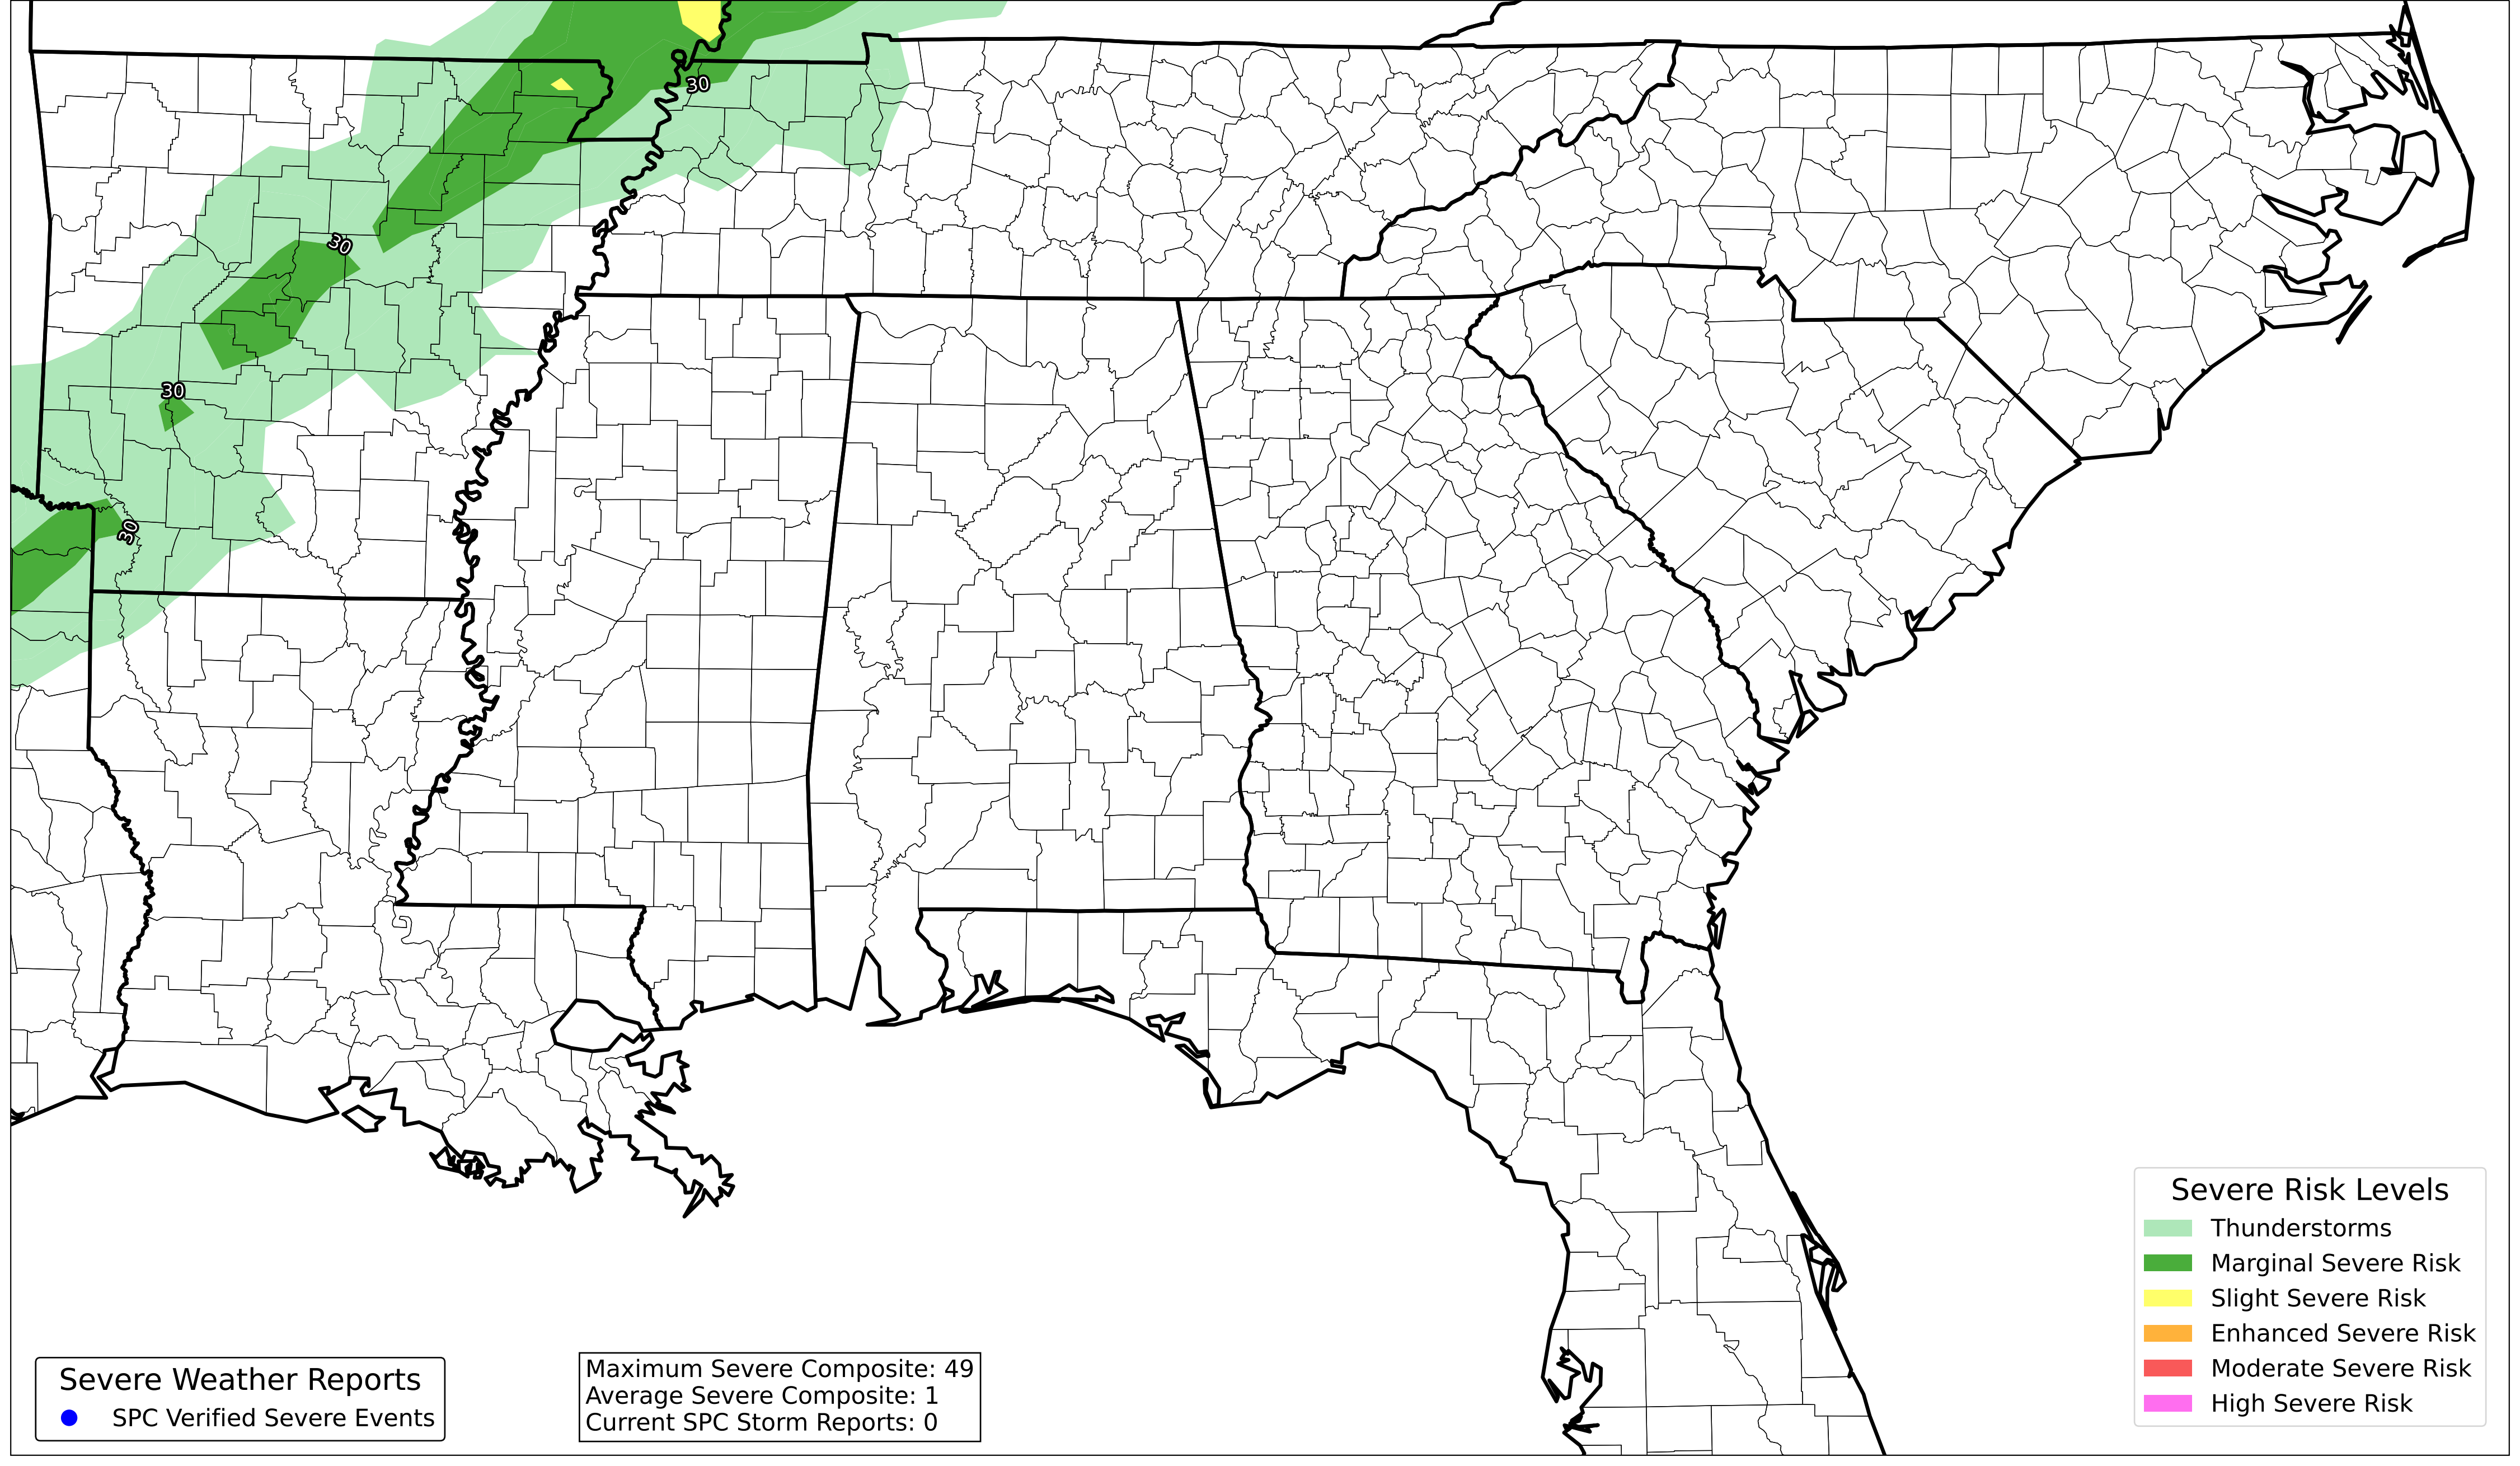 30
30
30
30
Severe Risk Levels
Thunderstorms
Marginal Severe Risk
Slight Severe Risk
Enhanced Severe Risk
Moderate Severe Risk
High Severe Risk
Severe Weather Reports
SPC Verified Severe Events
Maximum Severe Composite: 49
Average Severe Composite: 1
Current SPC Storm Reports: 0